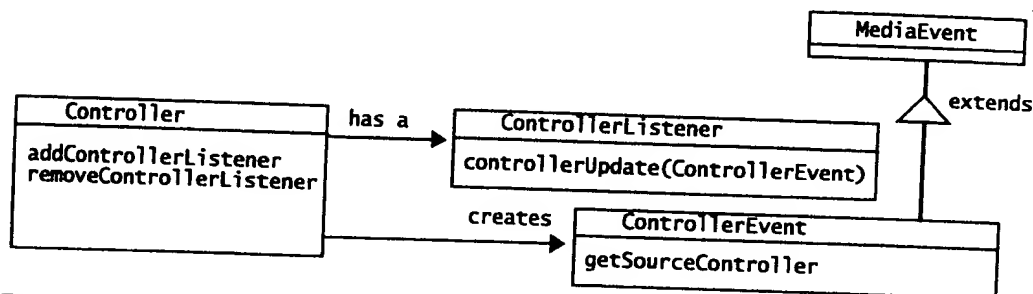 MediaEvent
extends
Controller
addControllerListener
removeControllerListener
has a
ControllerListener
controllerUpdate(ControllerEvent)
creates
ControllerEvent
getSourceController